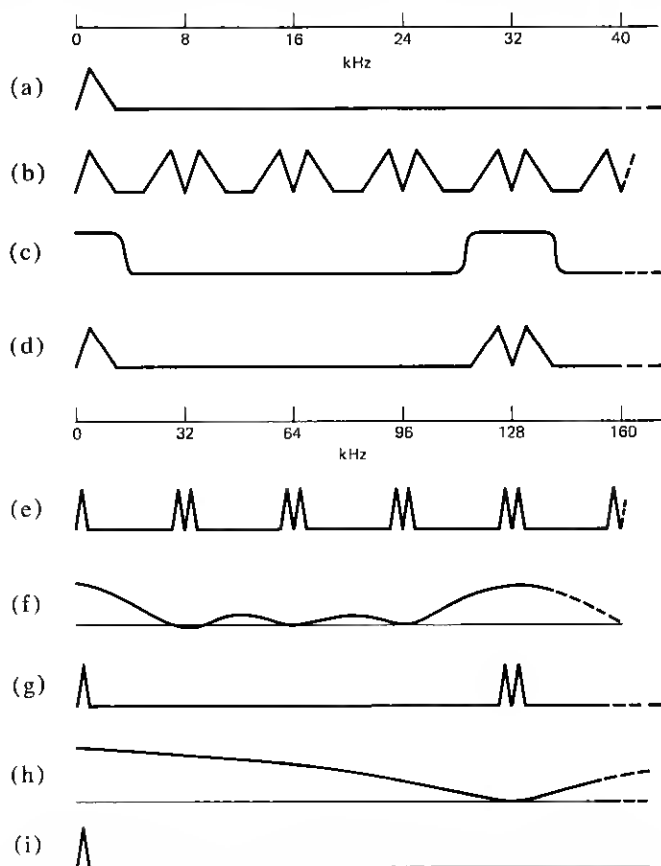 0 8 16 24 32 40
kHz
(a)
(b)
(c)
(d)
0 32 64 96 128 160
kHz
(e)
(f)
(g)
(h)
(i)